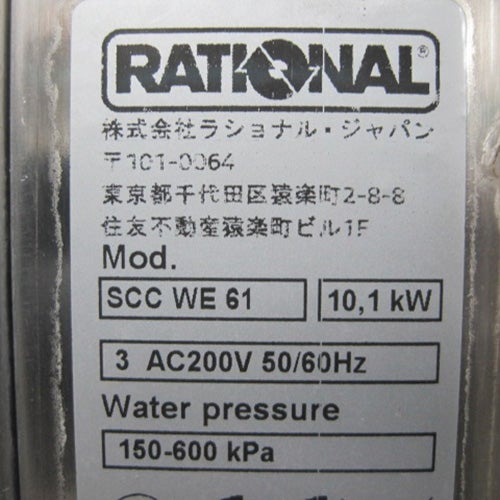 RATIONAL®
株式会社ラショナル・ジャパン
〒101-0064
東京都千代田区猿楽町2-8-8
住友不動産猿楽町ビル1F
Mod.
SCC WE 61 10,1 kW
3 AC200V 50/60Hz
Water pressure
150-600 kPa